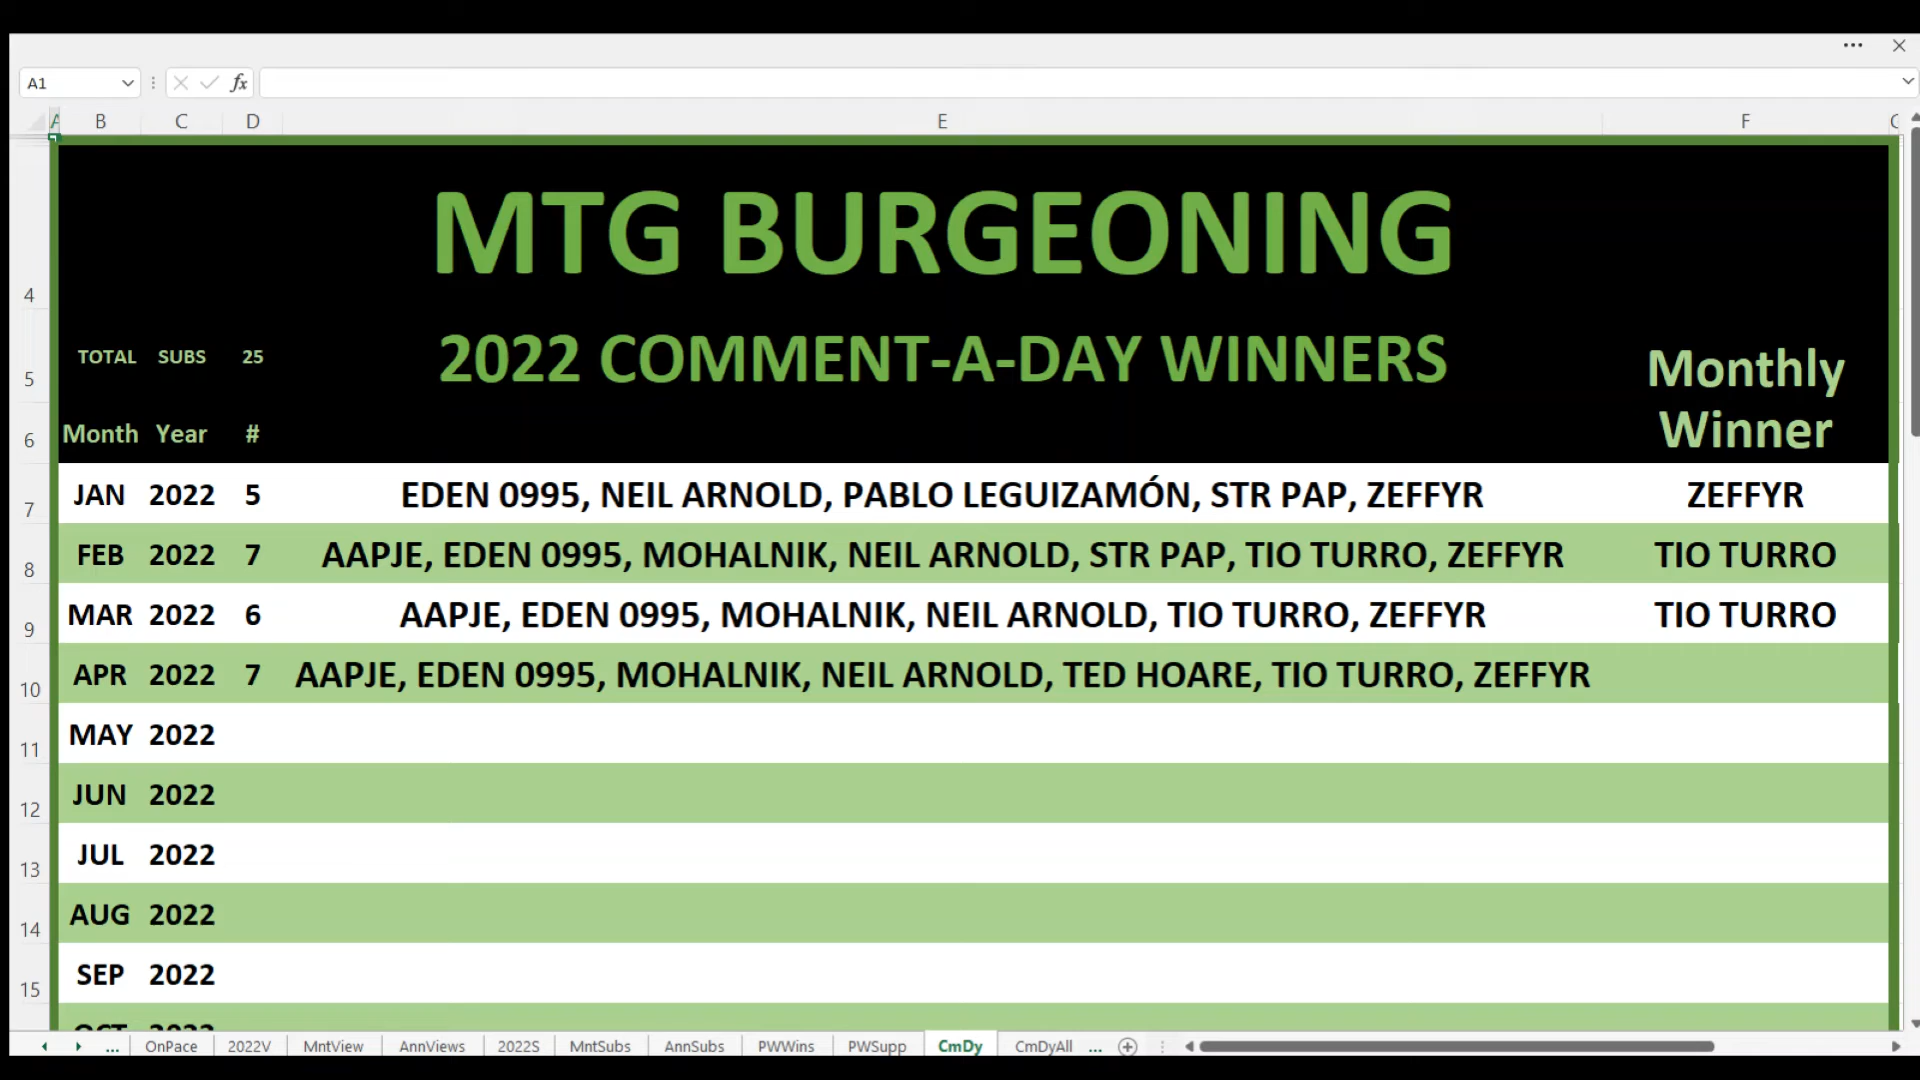 A1 fx
A B C D E F
MTG BURGEONING
4
TOTAL SUBS 25 2022 COMMENT-A-DAY WINNERS Monthly
5
Month Year # Winner
6
JAN 2022 5 EDEN 0995, NEIL ARNOLD, PABLO LEGUIZAMÓN, STR PAP, ZEFFYR ZEFFYR
7
FEB 2022 7 AAPJE, EDEN 0995, MOHALNIK, NEIL ARNOLD, STR PAP, TIO TURRO, ZEFFYR TIO TURRO
8
MAR 2022 6 AAPJE, EDEN 0995, MOHALNIK, NEIL ARNOLD, TIO TURRO, ZEFFYR TIO TURRO
9
APR 2022 7 AAPJE, EDEN 0995, MOHALNIK, NEIL ARNOLD, TED HOARE, TIO TURRO, ZEFFYR
10
MAY 2022
11
JUN 2022
12
JUL 2022
13
AUG 2022
14
SEP 2022
15
... OnPace 2022V MntView AnnViews 2022S MntSubs AnnSubs PWWins PWSupp CmDy CmDyAll ...